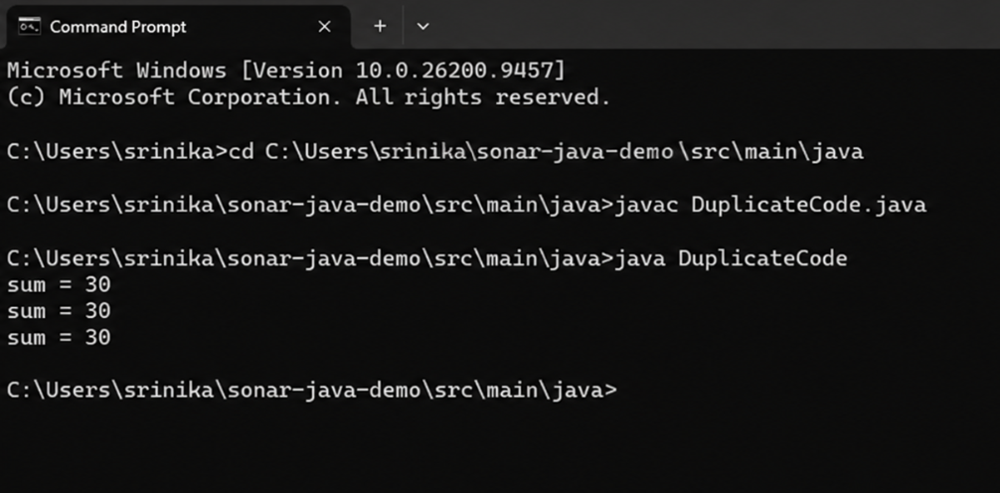 Command Prompt
Microsoft Windows [Version 10.0.26200.9457]
(c) Microsoft Corporation. All rights reserved.
C:\Users\srinika>cd C:\Users\srinika\sonar-java-demo\src\main\java
C:\Users\srinika\sonar-java-demo\src\main\java>javac DuplicateCode.java
C:\Users\srinika\sonar-java-demo\src\main\java>java DuplicateCode
sum = 30
sum = 30
sum = 30
C:\Users\srinika\sonar-java-demo\src\main\java>